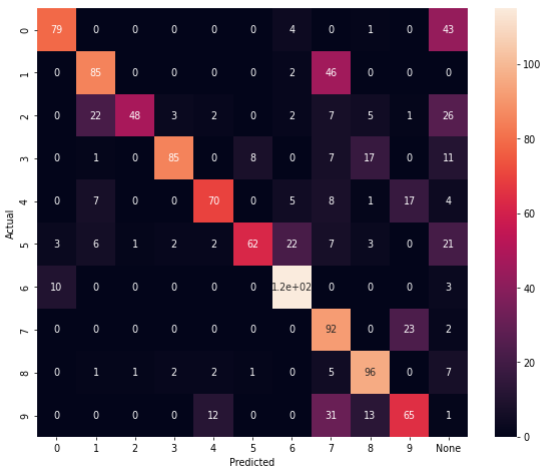 0 79 0 0 0 0 0 4 0 1 0 43
1 0 85 0 0 0 0 2 46 0 0 0
2 0 22 48 3 2 0 2 7 5 1 26
3 0 1 0 85 0 8 0 7 17 0 11
4 0 7 0 0 70 0 5 8 1 17 4
5 3 6 1 2 2 62 22 7 3 0 21
6 10 0 0 0 0 0 1.2e+02 0 0 0 3
7 0 0 0 0 0 0 0 92 0 23 2
8 0 1 1 2 2 1 0 5 96 0 7
9 0 0 0 0 12 0 0 31 13 65 1
0 1 2 3 4 5 6 7 8 9 None
Predicted
Actual
100
80
60
40
20
0